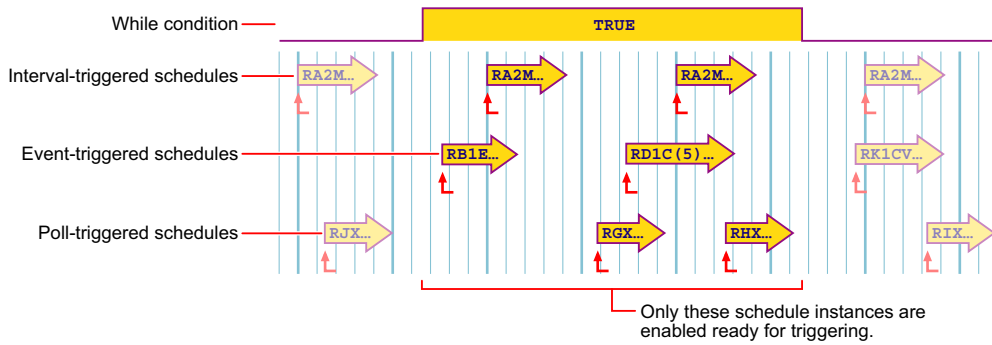 While condition
TRUE
Interval-triggered schedules
RA2M... RA2M... RA2M... RA2M...
Event-triggered schedules
RB1E... RD1C(5)... RK1CV...
Poll-triggered schedules
RJX... RGX... RHX... RIX...
Only these schedule instances are
enabled ready for triggering.